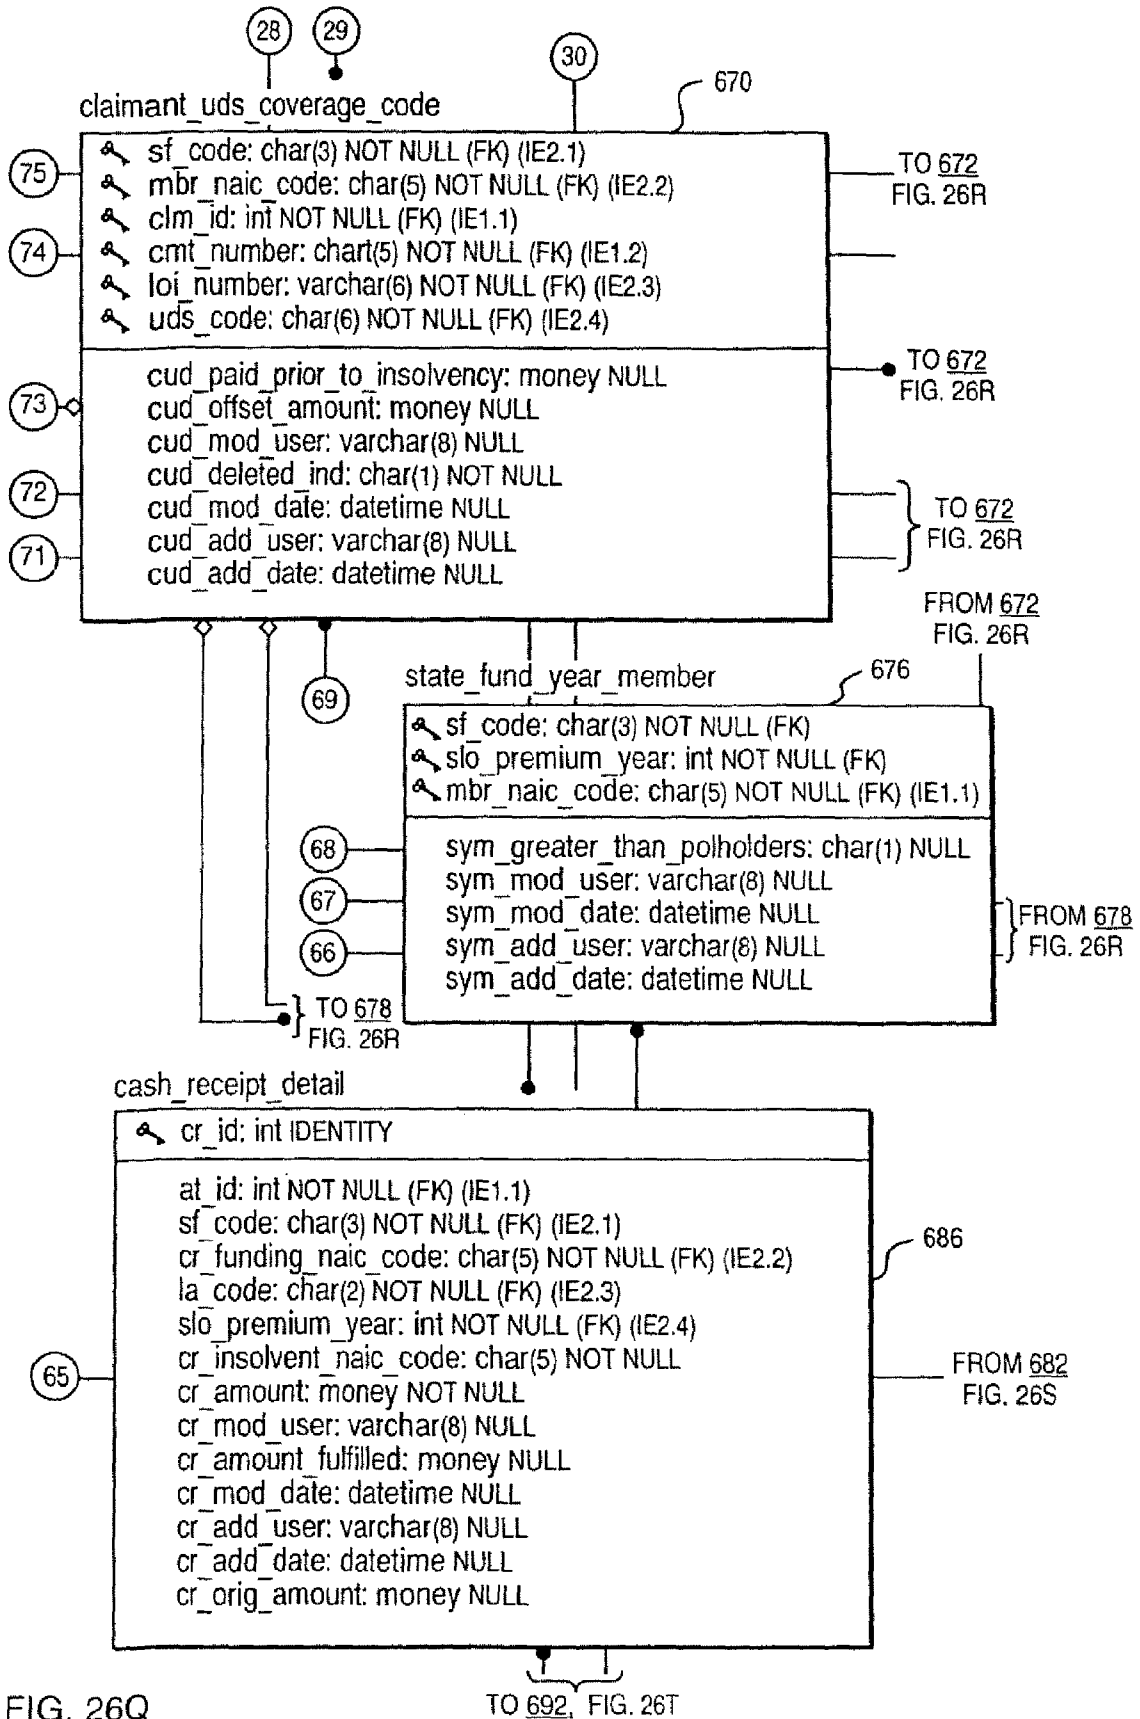 28
29
30
670
claimant_uds_coverage_code
sf_code: char(3) NOT NULL (FK) (IE2.1)
mbr_naic_code: char(5) NOT NULL (FK) (IE2.2)
clm_id: int NOT NULL (FK) (IE1.1)
cmt_number: chart(5) NOT NULL (FK) (IE1.2)
loi_number: varchar(6) NOT NULL (FK) (IE2.3)
uds_code: char(6) NOT NULL (FK) (IE2.4)
cud_paid_prior_to_insolvency: money NULL
cud_offset_amount: money NULL
cud_mod_user: varchar(8) NULL
cud_deleted_ind: char(1) NOT NULL
cud_mod_date: datetime NULL
cud_add_user: varchar(8) NULL
cud_add_date: datetime NULL
75
74
73
72
71
TO 672
FIG. 26R
TO 672
FIG. 26R
TO 672
FIG. 26R
FROM 672
FIG. 26R
69
state_fund_year_member
676
sf_code: char(3) NOT NULL (FK)
slo_premium_year: int NOT NULL (FK)
mbr_naic_code: char(5) NOT NULL (FK) (IE1.1)
sym_greater_than_polholders: char(1) NULL
sym_mod_user: varchar(8) NULL
sym_mod_date: datetime NULL
sym_add_user: varchar(8) NULL
sym_add_date: datetime NULL
68
67
66
FROM 678
FIG. 26R
TO 678
FIG. 26R
cash_receipt_detail
cr_id: int IDENTITY
at_id: int NOT NULL (FK) (IE1.1)
sf_code: char(3) NOT NULL (FK) (IE2.1)
cr_funding_naic_code: char(5) NOT NULL (FK) (IE2.2)
la_code: char(2) NOT NULL (FK) (IE2.3)
slo_premium_year: int NOT NULL (FK) (IE2.4)
cr_insolvent_naic_code: char(5) NOT NULL
cr_amount: money NOT NULL
cr_mod_user: varchar(8) NULL
cr_amount_fulfilled: money NULL
cr_mod_date: datetime NULL
cr_add_user: varchar(8) NULL
cr_add_date: datetime NULL
cr_orig_amount: money NULL
686
65
FROM 682
FIG. 26S
TO 692, FIG. 26T
FIG. 26Q